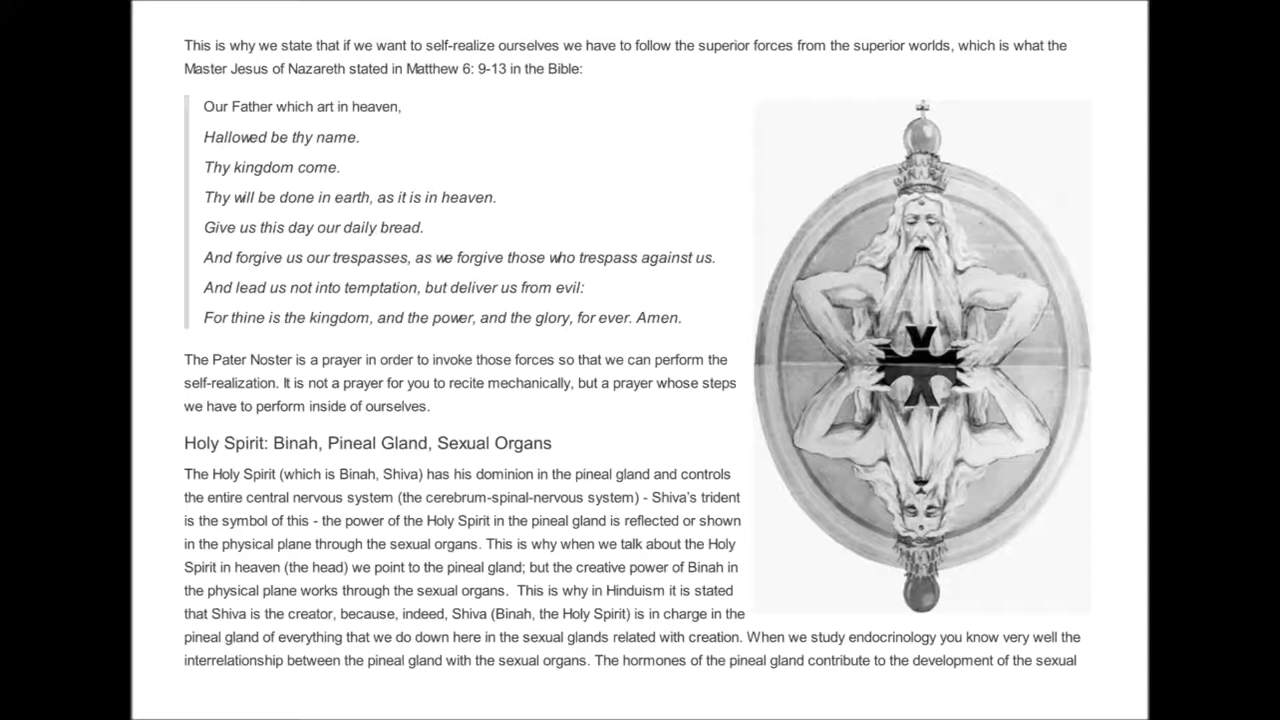 This is why we state that if we want to self-realize ourselves we have to follow the superior forces from the superior worlds, which is what the
Master Jesus of Nazareth stated in Matthew 6: 9-13 in the Bible:
Our Father which art in heaven,
Hallowed be thy name.
Thy kingdom come.
Thy will be done in earth, as it is in heaven.
Give us this day our daily bread.
And forgive us our trespasses, as we forgive those who trespass against us.
And lead us not into temptation, but deliver us from evil:
For thine is the kingdom, and the power, and the glory, for ever. Amen.
The Pater Noster is a prayer in order to invoke those forces so that we can perform the
self-realization. It is not a prayer for you to recite mechanically, but a prayer whose steps
we have to perform inside of ourselves.
Holy Spirit: Binah, Pineal Gland, Sexual Organs
The Holy Spirit (which is Binah, Shiva) has his dominion in the pineal gland and controls
the entire central nervous system (the cerebrum-spinal-nervous system) - Shiva's trident
is the symbol of this - the power of the Holy Spirit in the pineal gland is reflected or shown
in the physical plane through the sexual organs. This is why when we talk about the Holy
Spirit in heaven (the head) we point to the pineal gland; but the creative power of Binah in
the physical plane works through the sexual organs.  This is why in Hinduism it is stated
that Shiva is the creator, because, indeed, Shiva (Binah, the Holy Spirit) is in charge in the
pineal gland of everything that we do down here in the sexual glands related with creation. When we study endocrinology you know very well the
interrelationship between the pineal gland with the sexual organs. The hormones of the pineal gland contribute to the development of the sexual